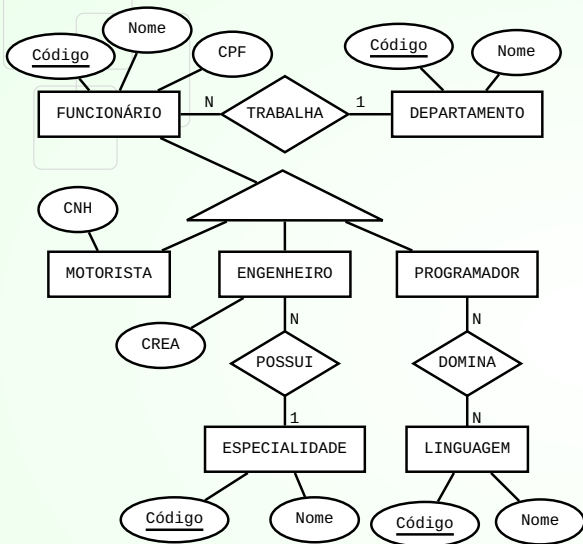 Nome
Código
CPF
Código
Nome
FUNCIONÁRIO
N
TRABALHA
1
DEPARTAMENTO
CNH
MOTORISTA
ENGENHEIRO
PROGRAMADOR
CREA
N
POSSUI
1
N
DOMINA
N
ESPECIALIDADE
LINGUAGEM
Código
Nome
Código
Nome